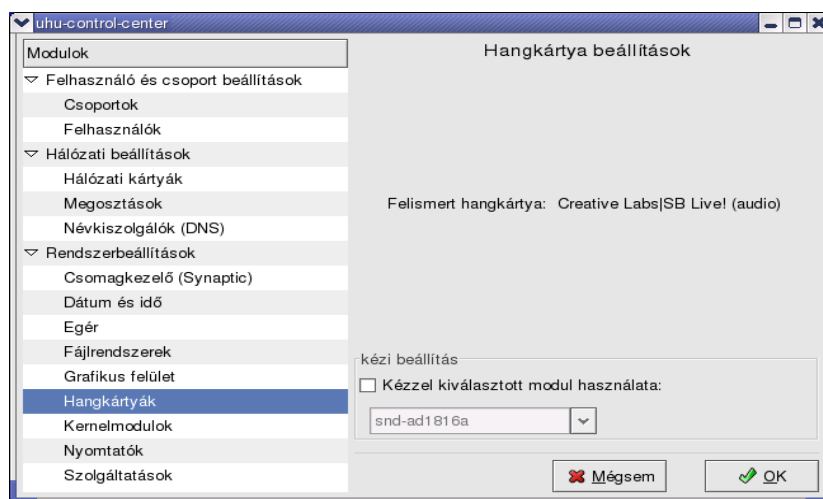 uhu-control-center
Modulok
Felhasználó és csoport beállítások
Csoportok
Felhasználók
Hálózati beállítások
Hálózati kártyák
Megosztások
Névkiszolgálók (DNS)
Rendszerbeállítások
Csomagkezelő (Synaptic)
Dátum és idő
Egér
Fájlrendszerek
Grafikus felület
Hangkártyák
Kernelmodulok
Nyomtatók
Szolgáltatások
Hangkártya beállítások
Felismert hangkártya: Creative Labs|SB Live! (audio)
kézi beállítás
Kézzel kiválasztott modul használata:
snd-ad1816a
Mégsem
OK